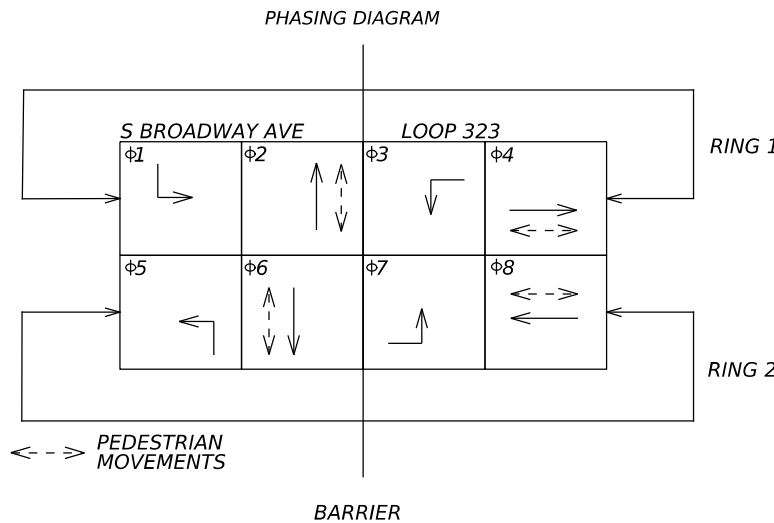 PHASING DIAGRAM
S BROADWAY AVE
LOOP 323
ϕ1
ϕ2
ϕ3
ϕ4
RING 1
ϕ5
ϕ6
ϕ7
ϕ8
RING 2
PEDESTRIAN
MOVEMENTS
BARRIER